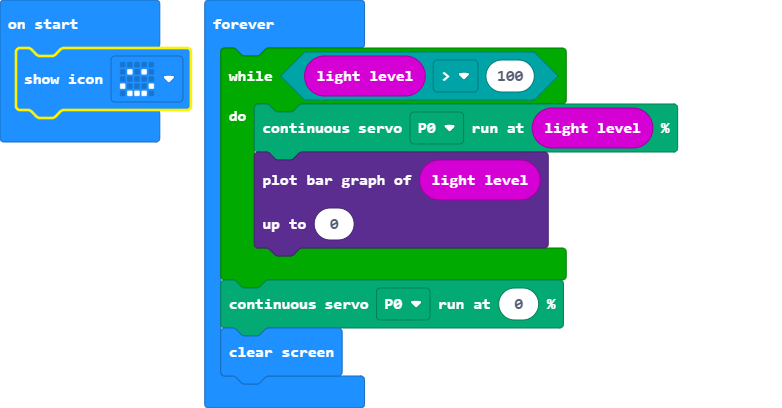 on start
show icon
forever
while light level > 100
do
continuous servo P0 run at light level %
plot bar graph of light level
up to 0
continuous servo P0 run at 0 %
clear screen